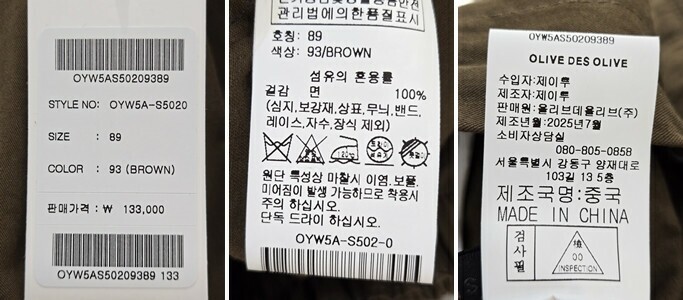 OYW5AS50209389
STYLE NO: OYW5A-S5020
SIZE : 89
COLOR : 93 (BROWN)
판매가격 : ₩ 133,000
OYW5AS50209389 133
관리법에의한품질표시
호칭: 89
색상: 93/BROWN
섬유의 혼용률
겉감 면 100%
(심지,보강재,상표,무늬,밴드,
레이스,자수,장식 제외)
원단 특성상 마찰시 이염,보풀,
미어짐이 발생 가능하므로 착용시
주의 하십시오.
단독 드라이 하십시오.
OYW5A-S502-0
OYW5AS50209389
OLIVE DES OLIVE
수입자:제이투
제조자:제이투
판매원:올리브데올리브(주)
제조년월:2025년7월
소비자상담실
080-805-0858
서울특별시 강동구 양재대로
103길 13 5층
제조국명:중국
MADE IN CHINA
검사필
INSPECTION